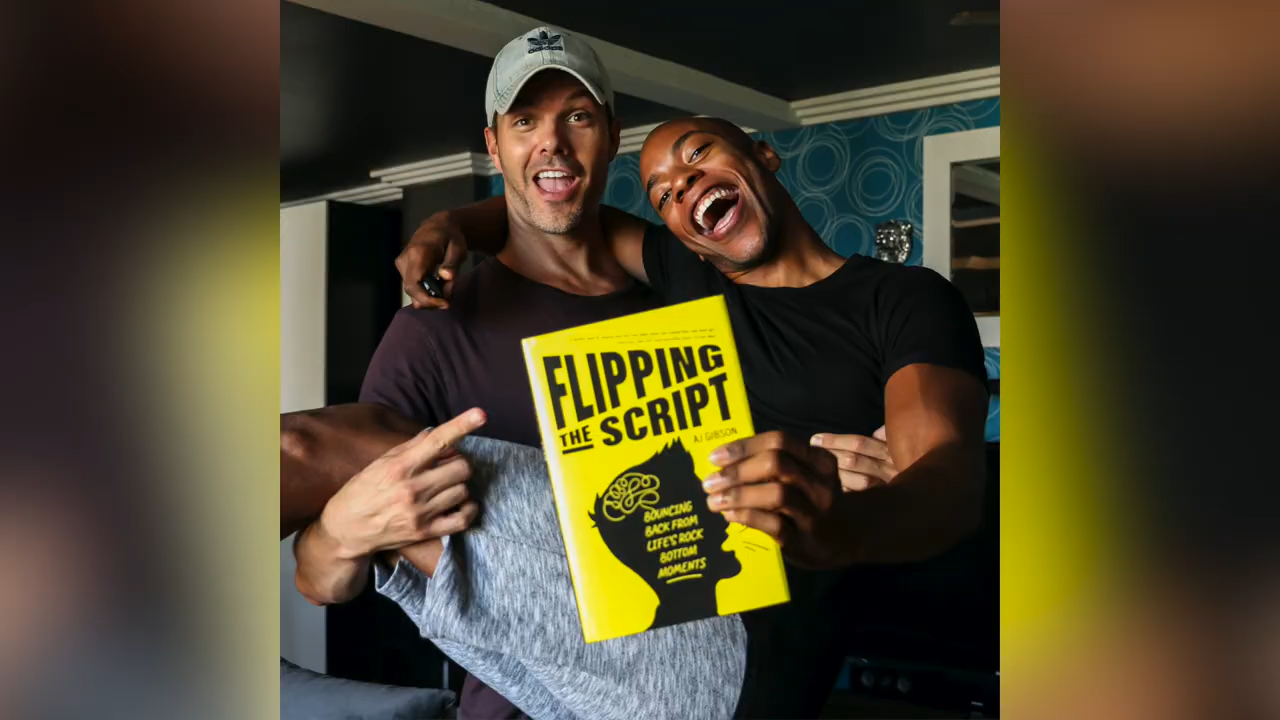 FLIPPING
THE SCRIPT
AJ GIBSON
BOUNCING
BACK FROM
LIFE'S ROCK
BOTTOM
MOMENTS